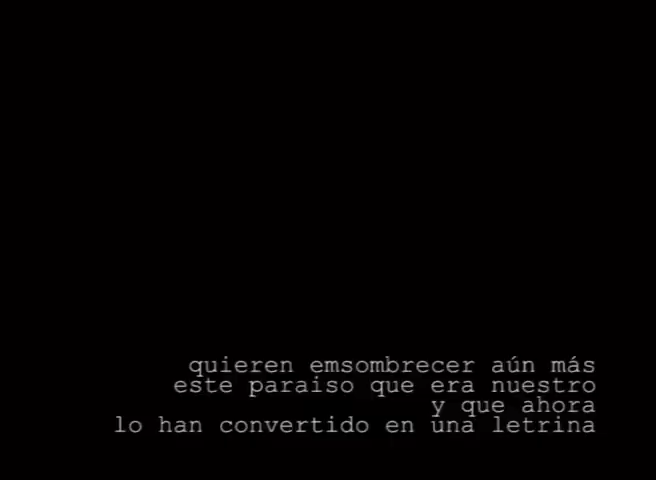 quieren emsombrecer aún más
este paraiso que era nuestro
y que ahora
lo han convertido en una letrina